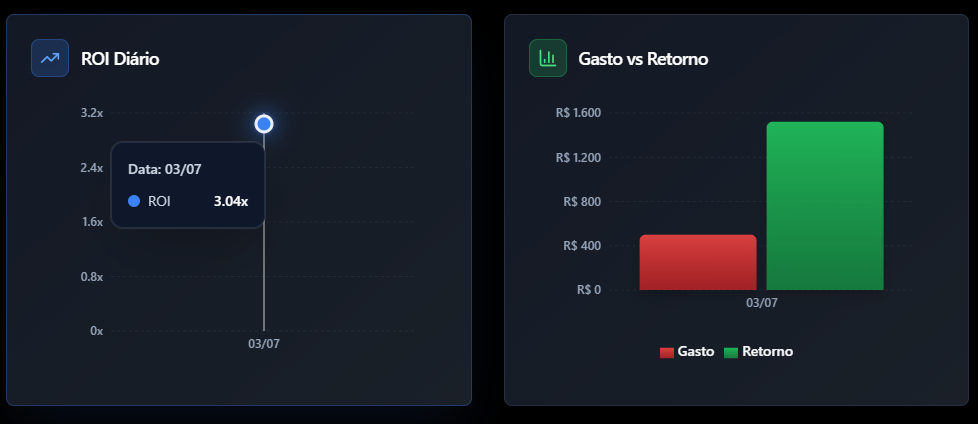 ROI Diário
3.2x
2.4x
1.6x
0.8x
0x
Data: 03/07
ROI 3.04x
03/07
Gasto vs Retorno
R$ 1.600
R$ 1.200
R$ 800
R$ 400
R$ 0
03/07
Gasto Retorno